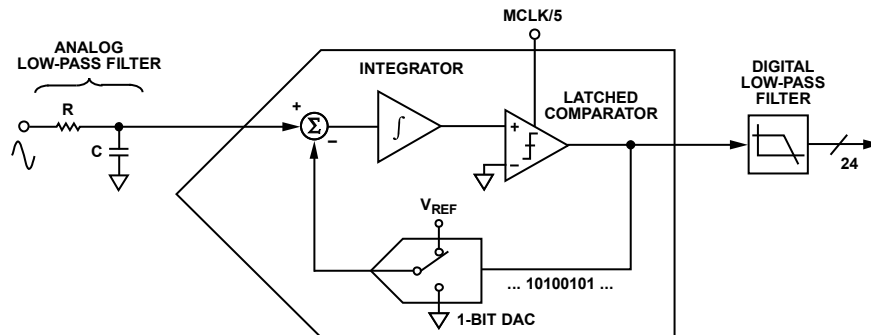 MCLK/5
ANALOG
LOW-PASS FILTER
INTEGRATOR
DIGITAL
LOW-PASS
FILTER
LATCHED
COMPARATOR
R
+
Σ
−
∫
+
−
C
24
VREF
... 10100101 ...
1-BIT DAC